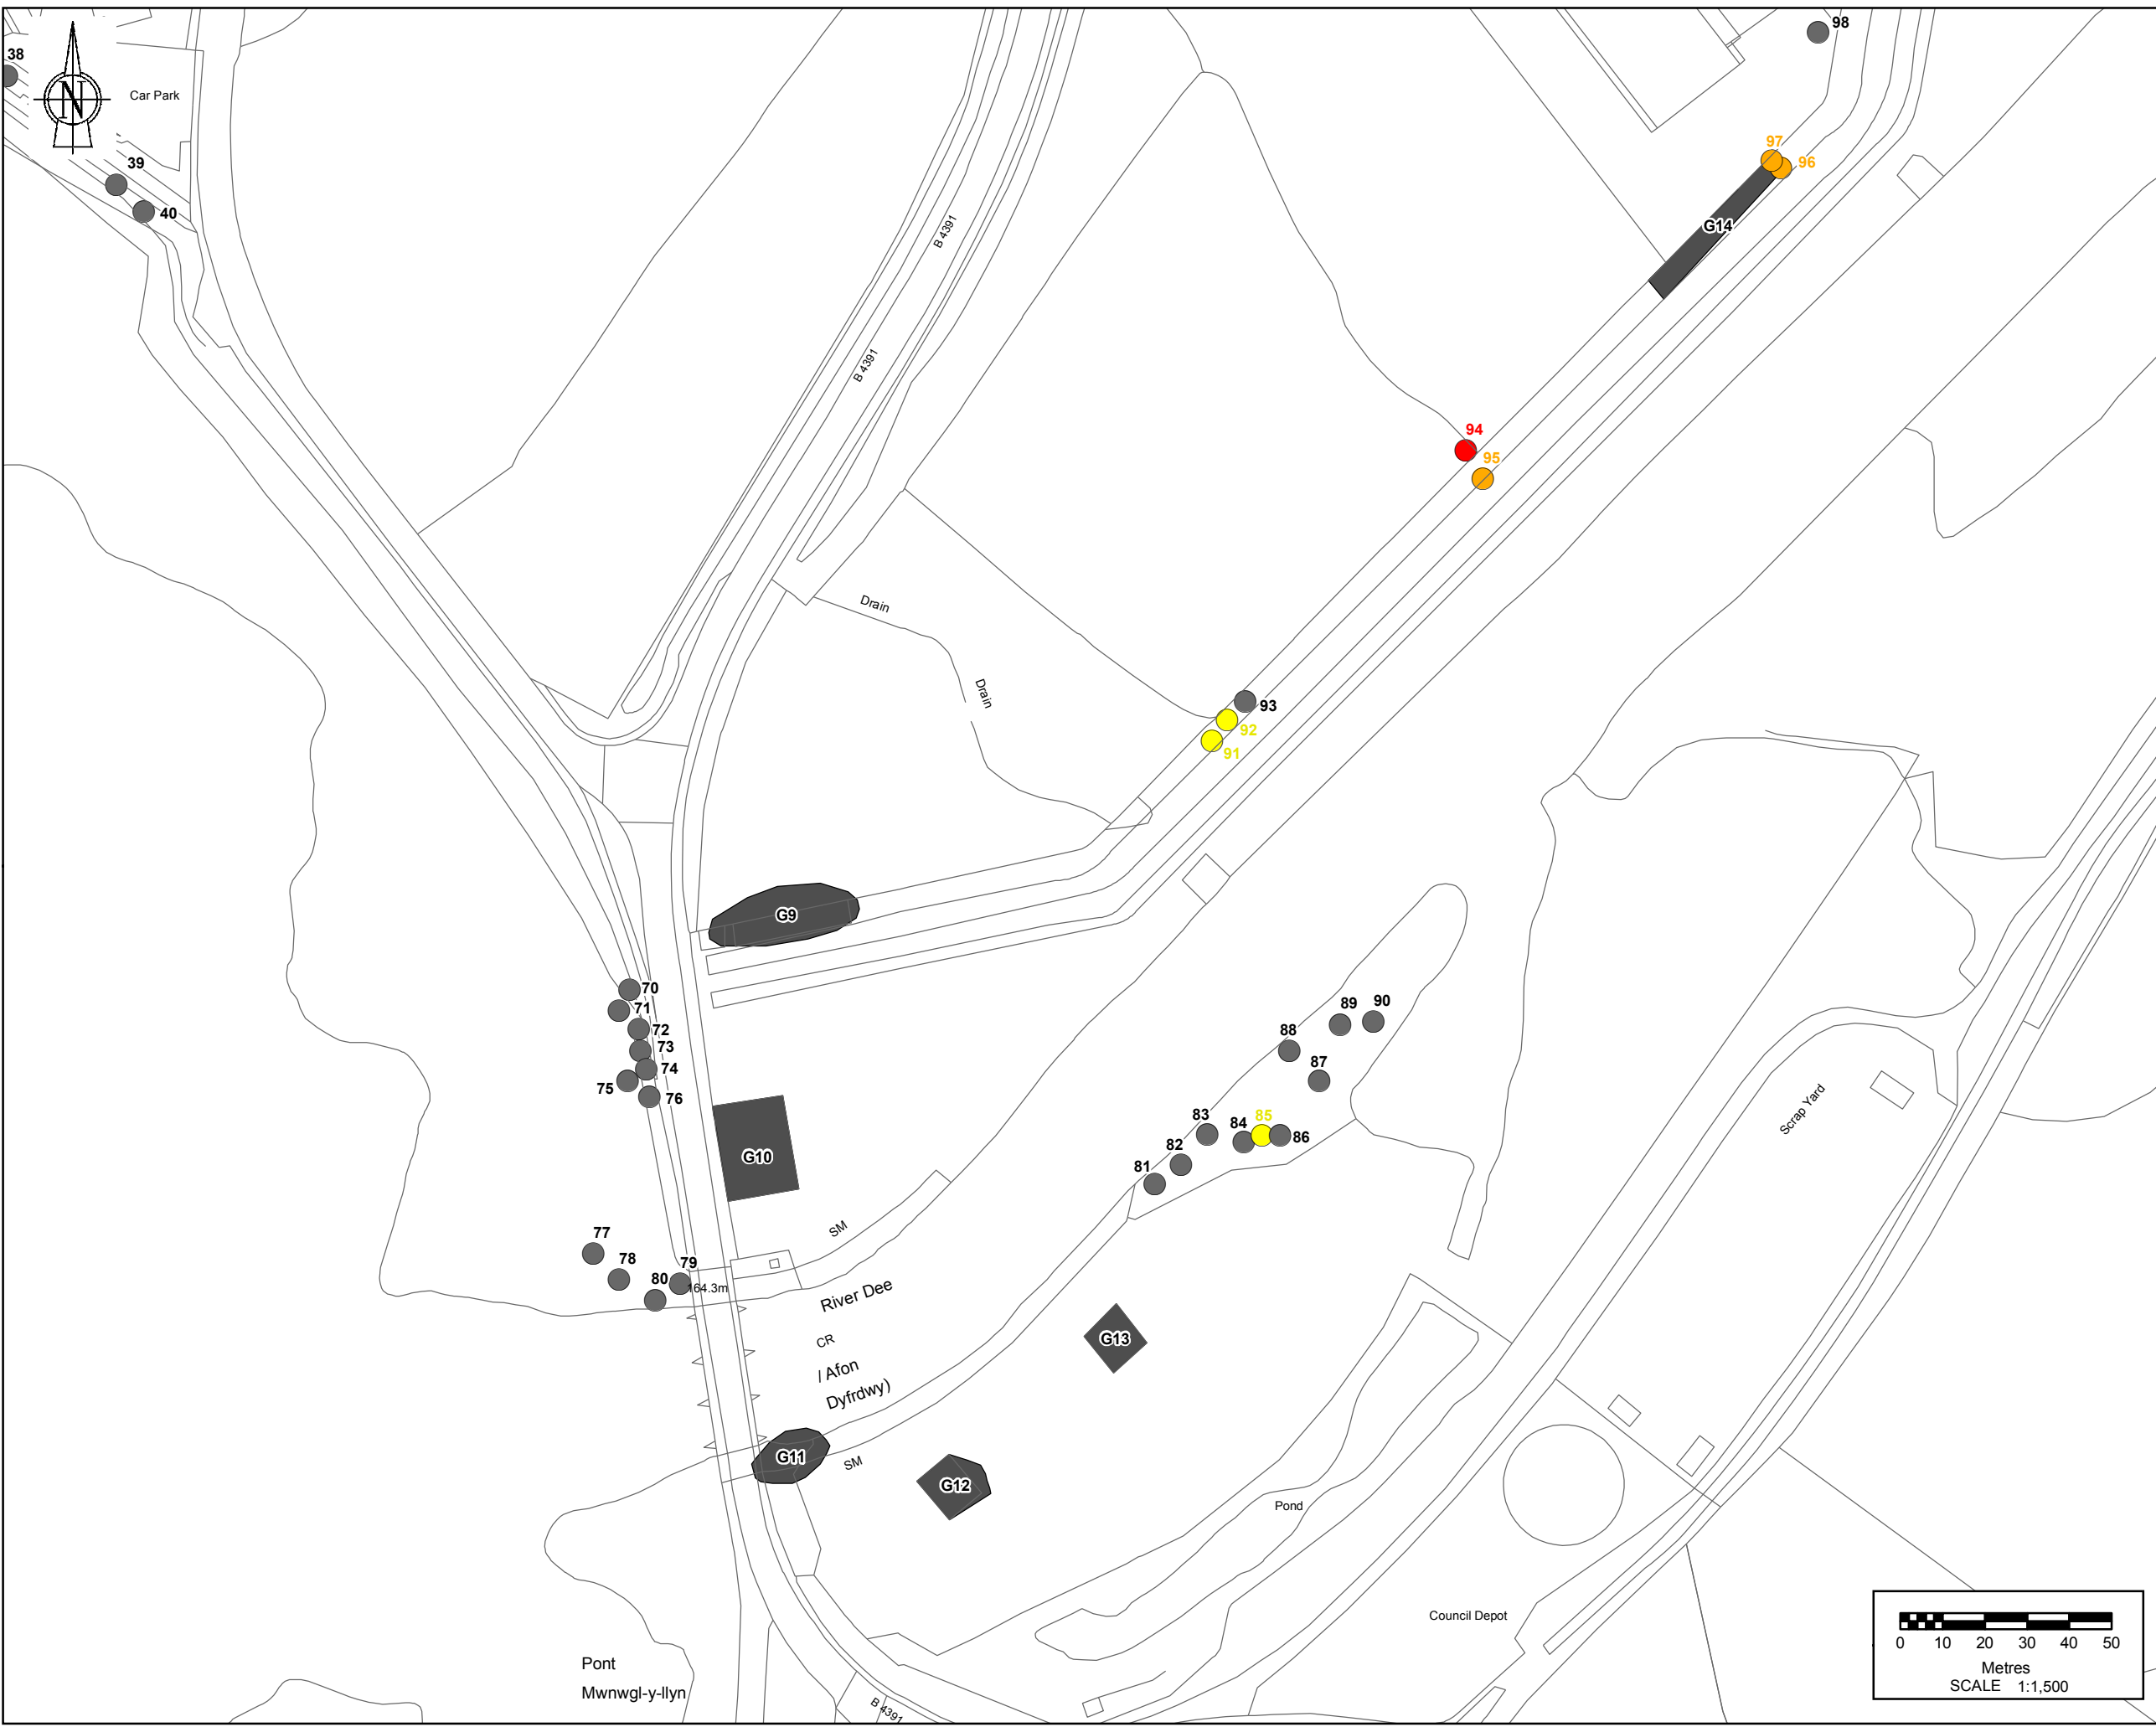 38
98
N
Car Park
97
39
96
40
G14
B 4391
B 4391
94
95
Drain
Drain
93
92
91
G9
70
71
72
73
74
75
76
89
90
88
87
83
84
85
86
82
81
Scrap Yard
G10
SM
77
78
79
80
164.3m
River Dee
CR
/ Afon
Dyfrdwy)
G13
G11
SM
G12
Pond
Council Depot
Pont
Mwnwgl-y-llyn
B 4391
0 10 20 30 40 50
Metres
SCALE 1:1,500